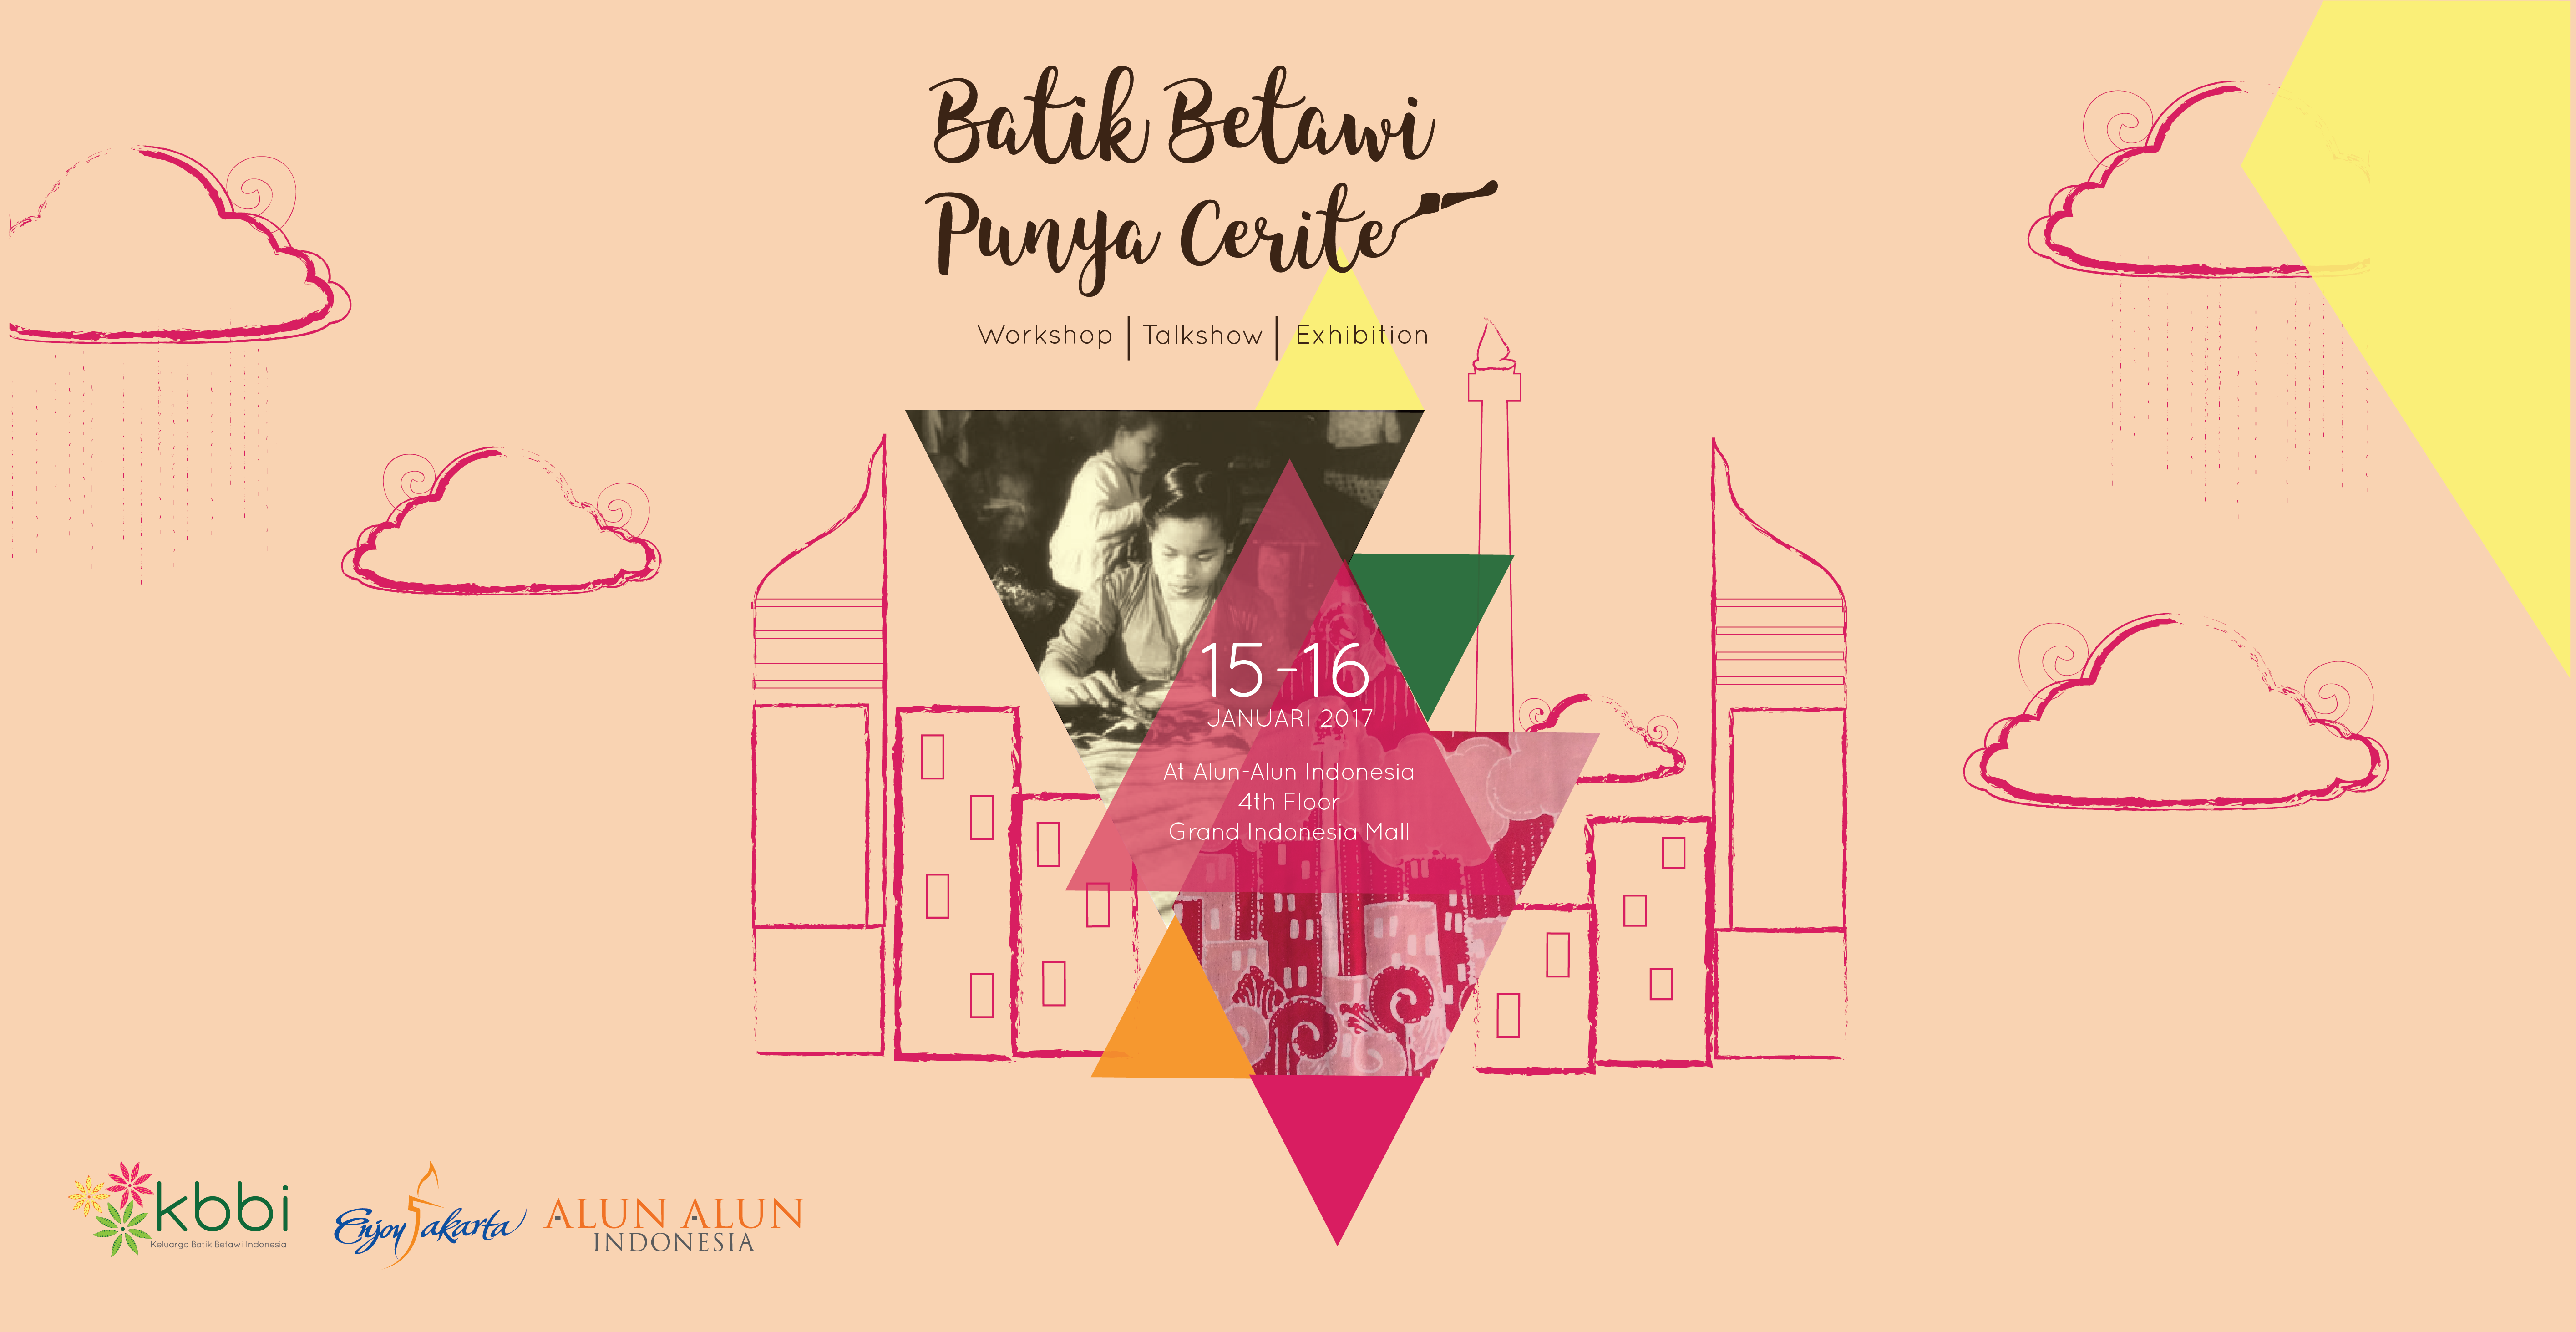 Batik Betawi
Punya Cerite
Workshop | Talkshow | Exhibition
15-16
JANUARI 2017
At Alun-Alun Indonesia
4th Floor
Grand Indonesia Mall
kbbi
Keluarga Batik Betawi Indonesia
Enjoy Jakarta
ALUN ALUN
INDONESIA